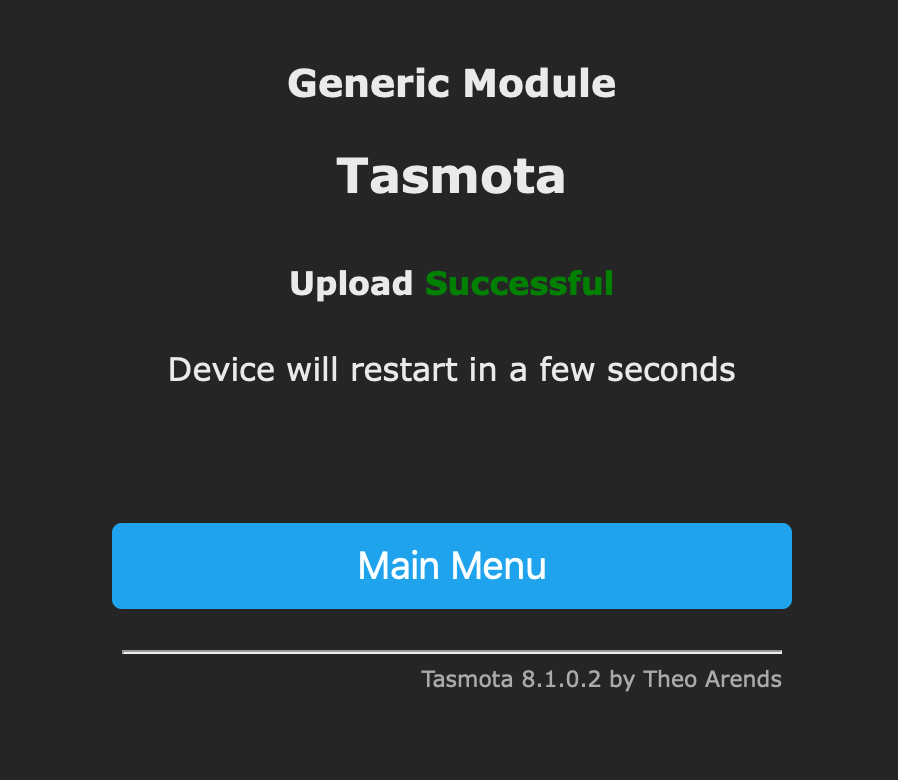 Generic Module
Tasmota
Upload Successful
Device will restart in a few seconds
Main Menu
Tasmota 8.1.0.2 by Theo Arends